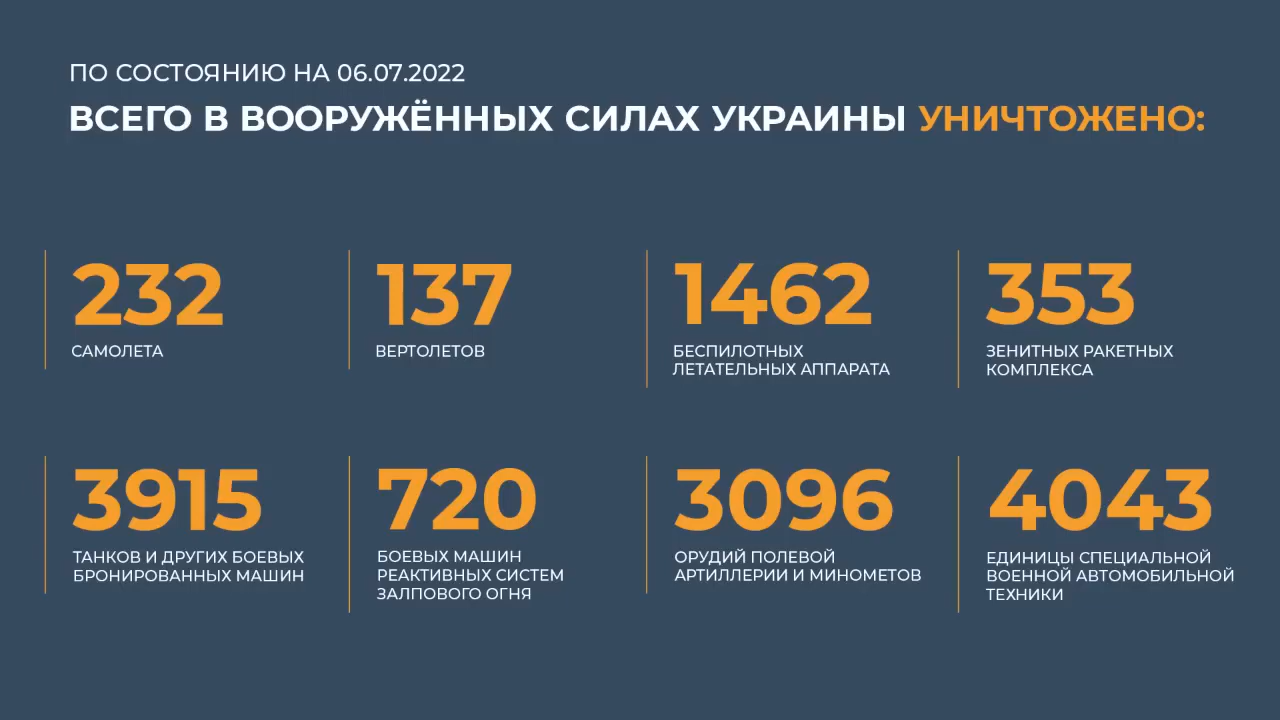 ПО СОСТОЯНИЮ НА 06.07.2022
ВСЕГО В ВООРУЖЁННЫХ СИЛАХ УКРАИНЫ УНИЧТОЖЕНО:
232
САМОЛЕТА
137
ВЕРТОЛЕТОВ
1462
БЕСПИЛОТНЫХ
ЛЕТАТЕЛЬНЫХ АППАРАТА
353
ЗЕНИТНЫХ РАКЕТНЫХ
КОМПЛЕКСА
3915
ТАНКОВ И ДРУГИХ БОЕВЫХ
БРОНИРОВАННЫХ МАШИН
720
БОЕВЫХ МАШИН
РЕАКТИВНЫХ СИСТЕМ
ЗАЛПОВОГО ОГНЯ
3096
ОРУДИЙ ПОЛЕВОЙ
АРТИЛЛЕРИИ И МИНОМЕТОВ
4043
ЕДИНИЦЫ СПЕЦИАЛЬНОЙ
ВОЕННОЙ АВТОМОБИЛЬНОЙ
ТЕХНИКИ